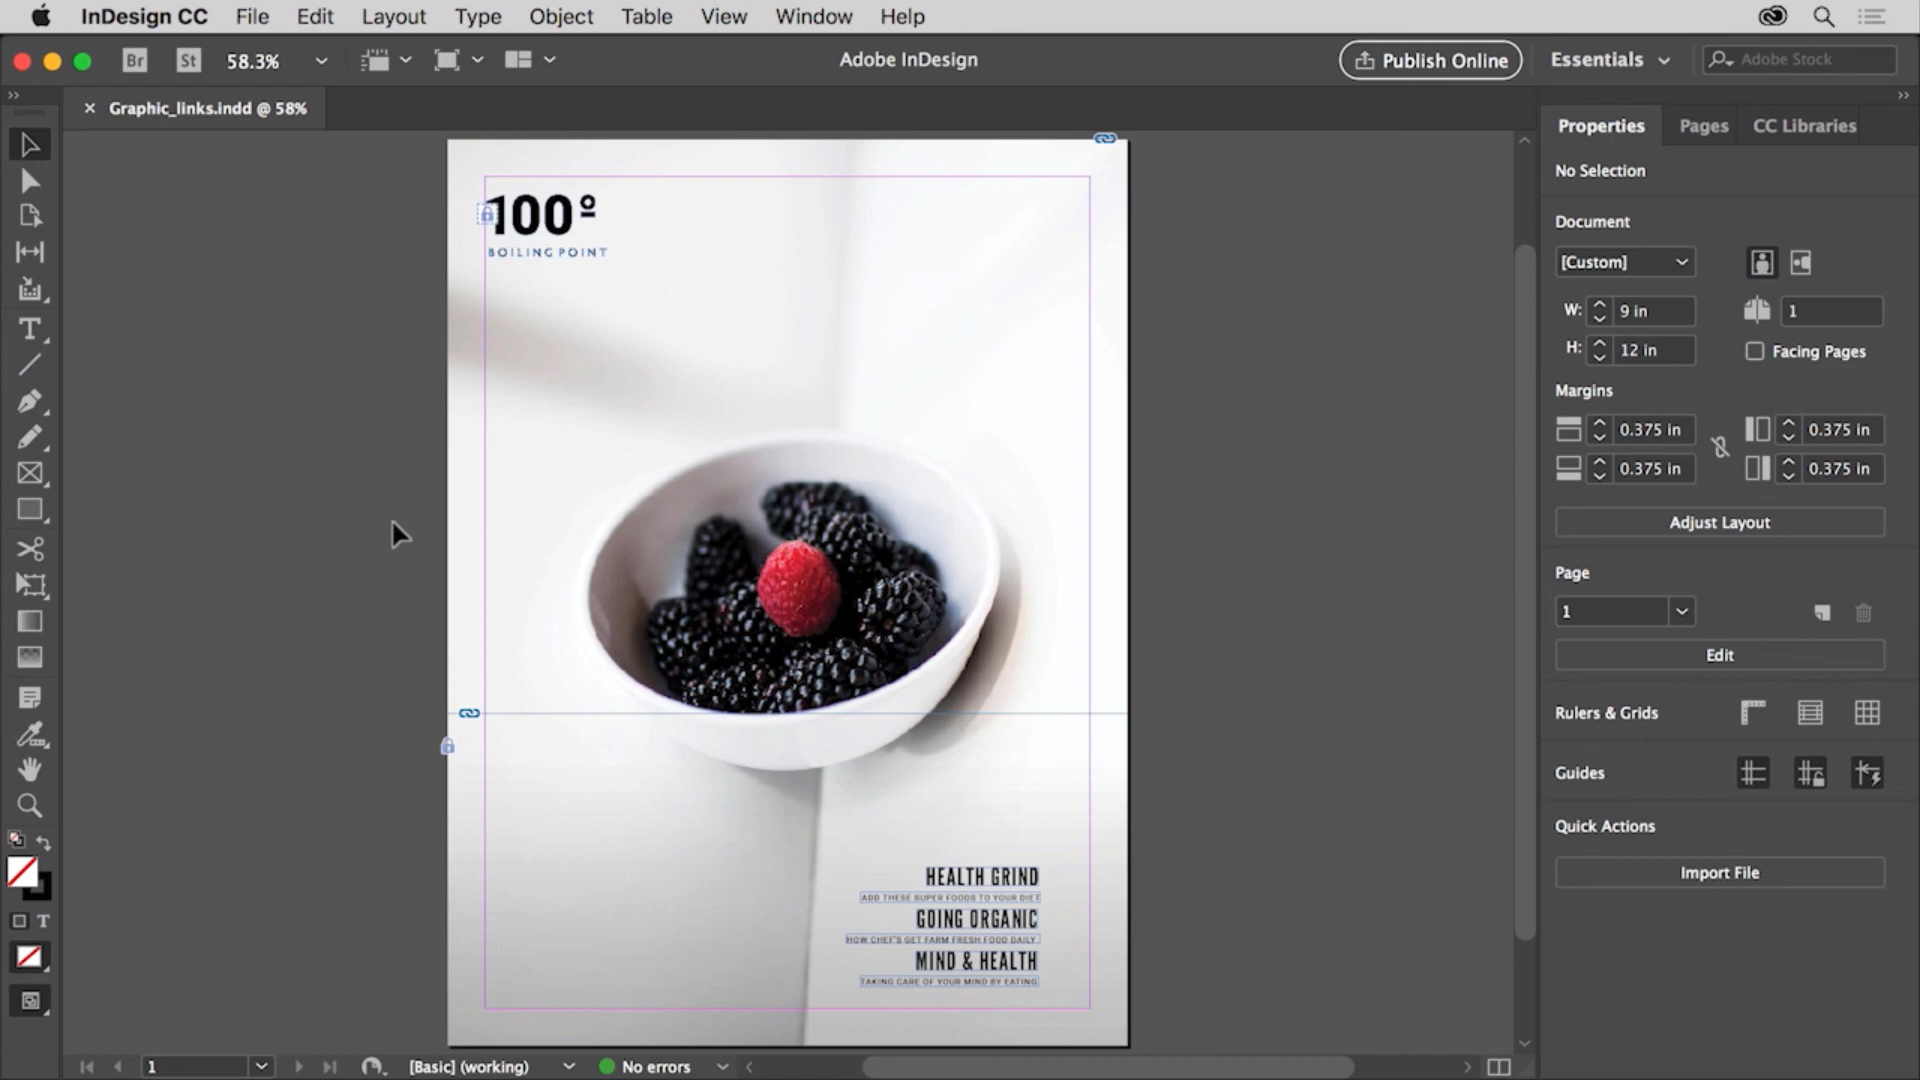 InDesign CC File Edit Layout Type Object Table View Window Help
Br St 58.3% Adobe InDesign Publish Online Essentials Adobe Stock
× Graphic_links.indd @ 58%
Properties Pages CC Libraries
No Selection
Document
[Custom]
W: 9 in 1
H: 12 in Facing Pages
Margins
0.375 in 0.375 in
0.375 in 0.375 in
Adjust Layout
Page
1
Edit
Rulers & Grids
Guides
Quick Actions
Import File
100º
BOILING POINT
HEALTH GRIND
ADD THESE SUPER FOODS TO YOUR DIET
GOING ORGANIC
HOW CHEF'S GET FARM FRESH FOOD DAILY
MIND & HEALTH
TAKING CARE OF YOUR MIND BY EATING
1 [Basic] (working) No errors